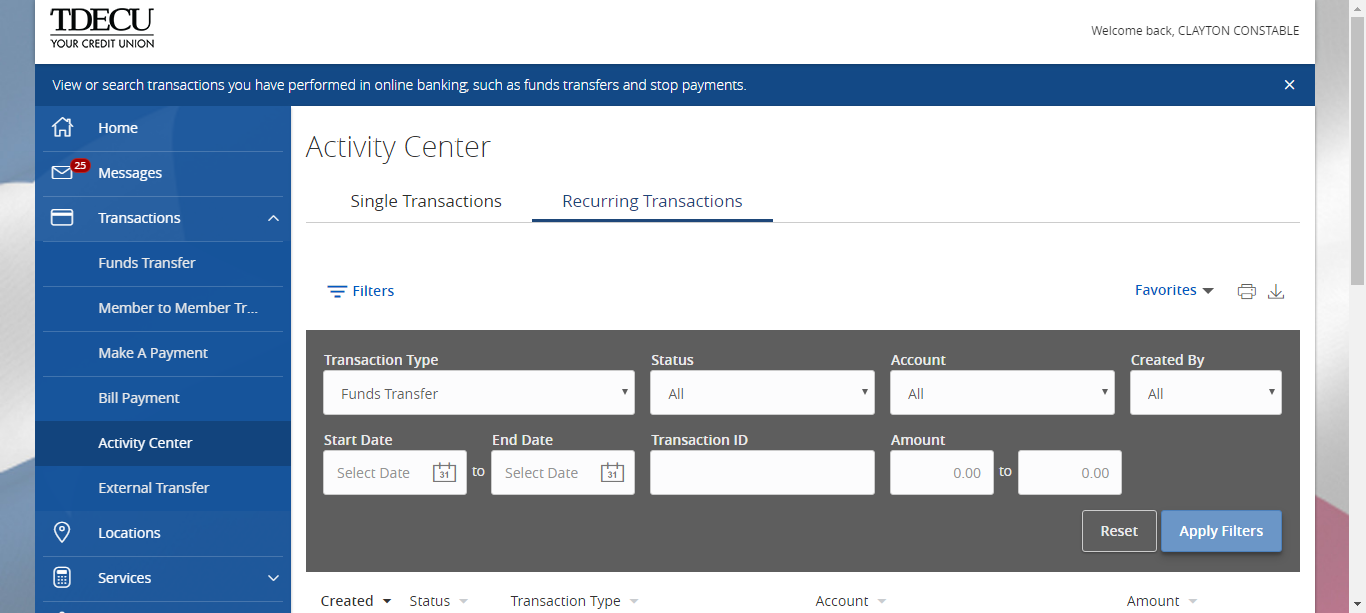 TDECU
YOUR CREDIT UNION
Welcome back, CLAYTON CONSTABLE
View or search transactions you have performed in online banking, such as funds transfers and stop payments.
Home
25
Messages
Transactions
Funds Transfer
Member to Member Tr...
Make A Payment
Bill Payment
Activity Center
External Transfer
Locations
Services
Activity Center
Single Transactions Recurring Transactions
Filters Favorites
Transaction Type Status Account Created By
Funds Transfer All All All
Start Date End Date Transaction ID Amount
Select Date 31 to Select Date 31 0.00 to 0.00
Reset Apply Filters
Created Status Transaction Type Account Amount